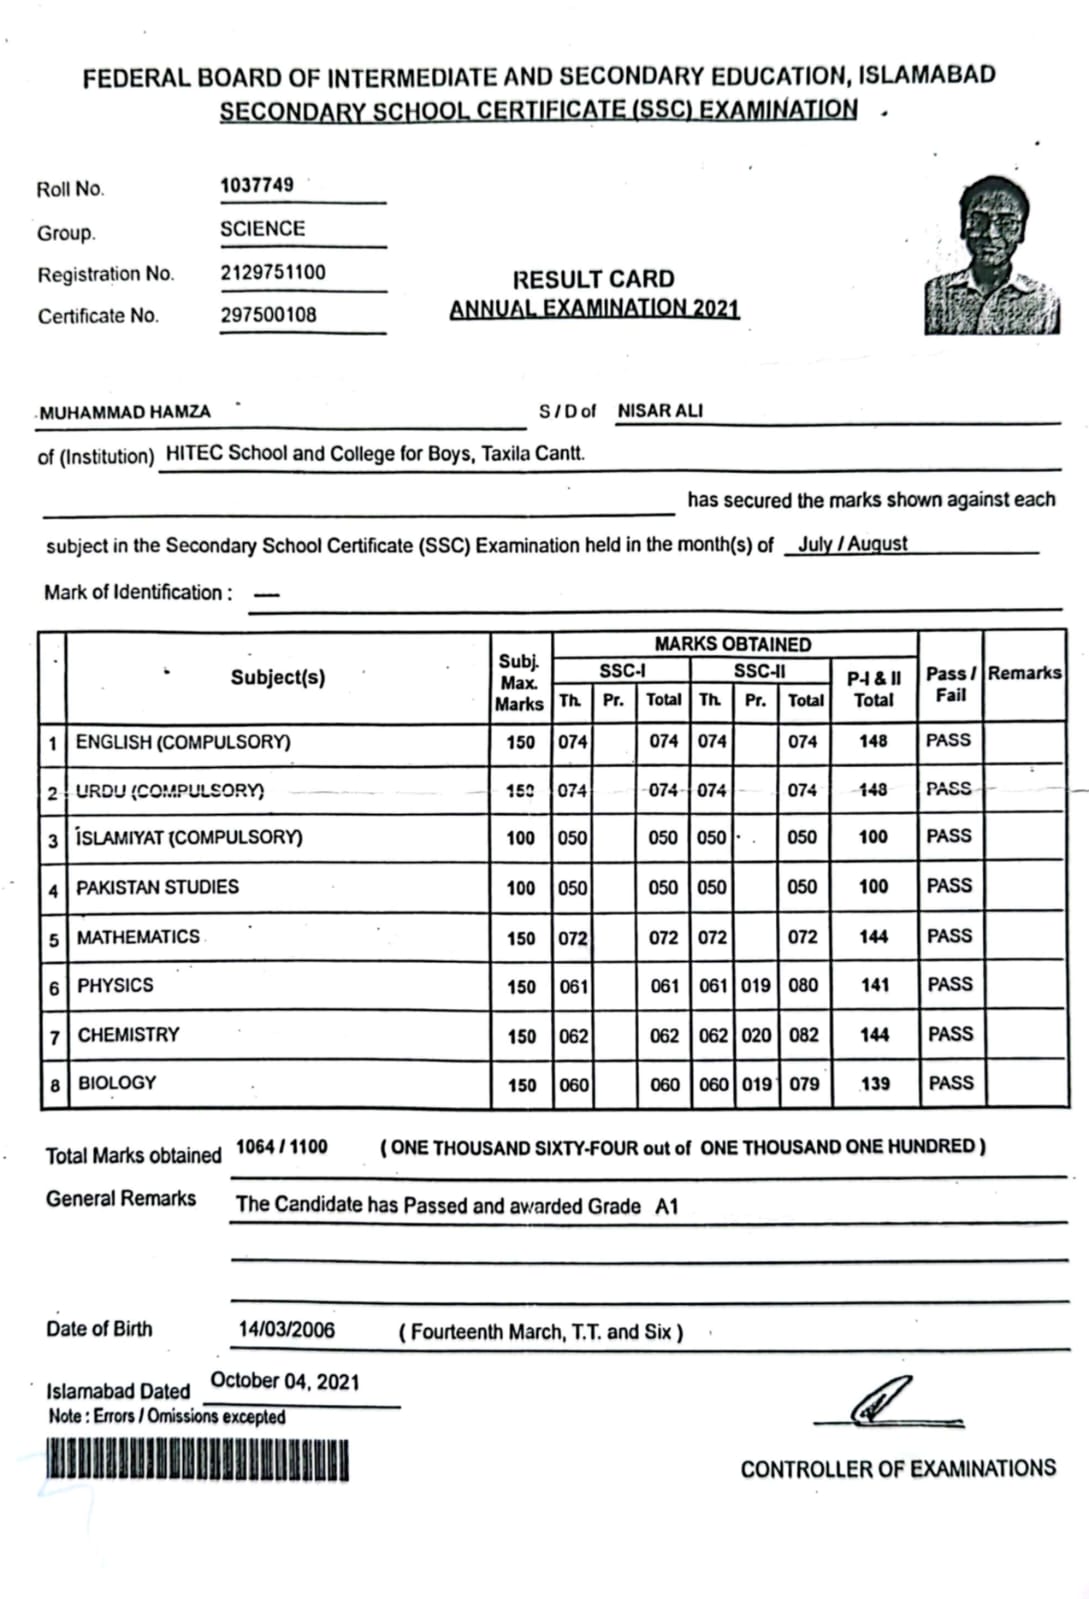 FEDERAL BOARD OF INTERMEDIATE AND SECONDARY EDUCATION, ISLAMABAD
SECONDARY SCHOOL CERTIFICATE (SSC) EXAMINATION
Roll No. 1037749
Group. SCIENCE
Registration No. 2129751100
Certificate No. 297500108
RESULT CARD
ANNUAL EXAMINATION 2021
MUHAMMAD HAMZA S / D of NISAR ALI
of (Institution) HITEC School and College for Boys, Taxila Cantt.
has secured the marks shown against each
subject in the Secondary School Certificate (SSC) Examination held in the month(s) of July / August
Mark of Identification : —
Subject(s) Subj. Max. Marks MARKS OBTAINED Pass / Fail Remarks
SSC-I SSC-II P-I & II Total
Th. Pr. Total Th. Pr. Total
1 ENGLISH (COMPULSORY) 150 074 074 074 074 148 PASS
2 URDU (COMPULSORY) 150 074 074 074 074 148 PASS
3 ISLAMIYAT (COMPULSORY) 100 050 050 050 050 100 PASS
4 PAKISTAN STUDIES 100 050 050 050 050 100 PASS
5 MATHEMATICS 150 072 072 072 072 144 PASS
6 PHYSICS 150 061 061 061 019 080 141 PASS
7 CHEMISTRY 150 062 062 062 020 082 144 PASS
8 BIOLOGY 150 060 060 060 019 079 139 PASS
Total Marks obtained 1064 / 1100 ( ONE THOUSAND SIXTY-FOUR out of ONE THOUSAND ONE HUNDRED )
General Remarks The Candidate has Passed and awarded Grade A1
Date of Birth 14/03/2006 ( Fourteenth March, T.T. and Six )
Islamabad Dated October 04, 2021
Note : Errors / Omissions excepted
CONTROLLER OF EXAMINATIONS